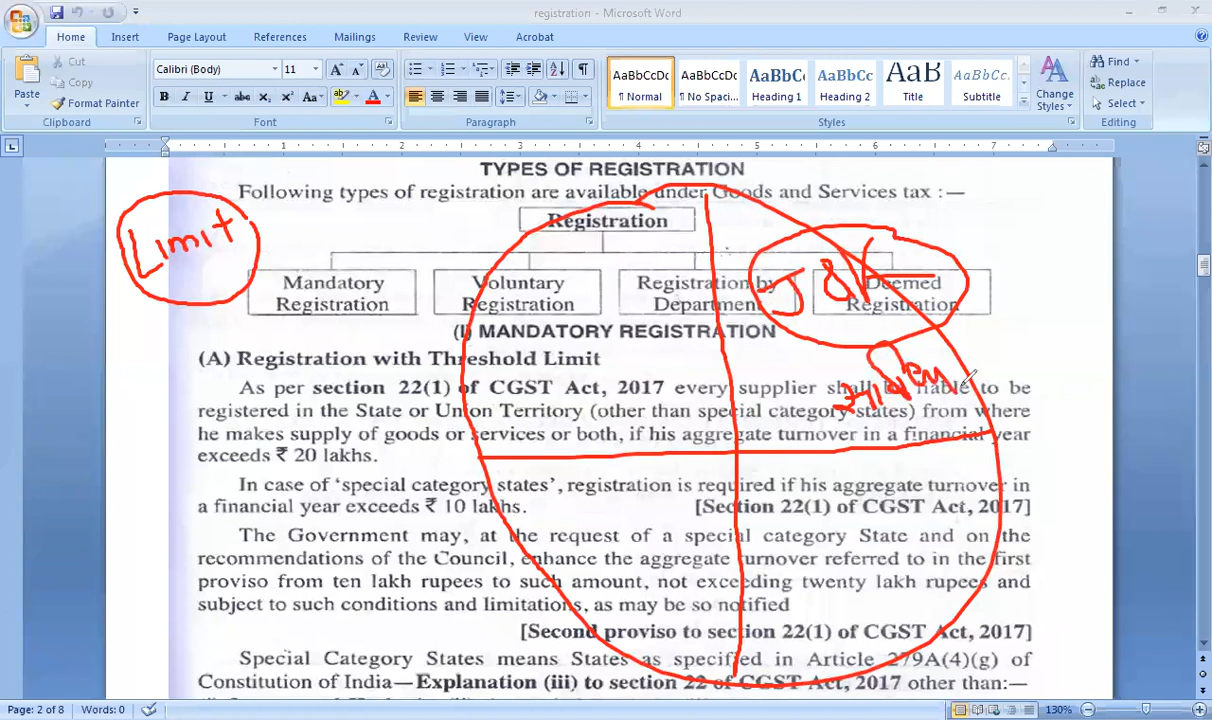 registration - Microsoft Word
Home Insert Page Layout References Mailings Review View Acrobat
Cut
Copy
Paste
Format Painter
Calibri (Body) 11
AaBbCcDc AaBbCcDc AaBbC AaBbCc AaB AaBbCc.
¶ Normal ¶ No Spaci... Heading 1 Heading 2 Title Subtitle
Change Styles
Find
Replace
Select
Clipboard Font Paragraph Styles Editing
1 2 3 4 5 6 7
TYPES OF REGISTRATION
Following types of registration are available under Goods and Services tax :—
Limit
Registration
J & K
Mandatory Registration
Voluntary Registration
Registration by Department
Deemed Registration
(I) MANDATORY REGISTRATION
(A) Registration with Threshold Limit
As per section 22(1) of CGST Act, 2017 every supplier shall be liable to be
registered in the State or Union Territory (other than special category states) from where
he makes supply of goods or services or both, if his aggregate turnover in a financial year
exceeds ₹ 20 lakhs.
In case of ‘special category states’, registration is required if his aggregate turnover in
a financial year exceeds ₹ 10 lakhs. [Section 22(1) of CGST Act, 2017]
The Government may, at the request of a special category State and on the
recommendations of the Council, enhance the aggregate turnover referred to in the first
proviso from ten lakh rupees to such amount, not exceeding twenty lakh rupees and
subject to such conditions and limitations, as may be so notified
[Second proviso to section 22(1) of CGST Act, 2017]
Special Category States means States as specified in Article 279A(4)(g) of
Constitution of India—Explanation (iii) to section 22 of CGST Act, 2017 other than:—
Page: 2 of 8 Words: 0 130%